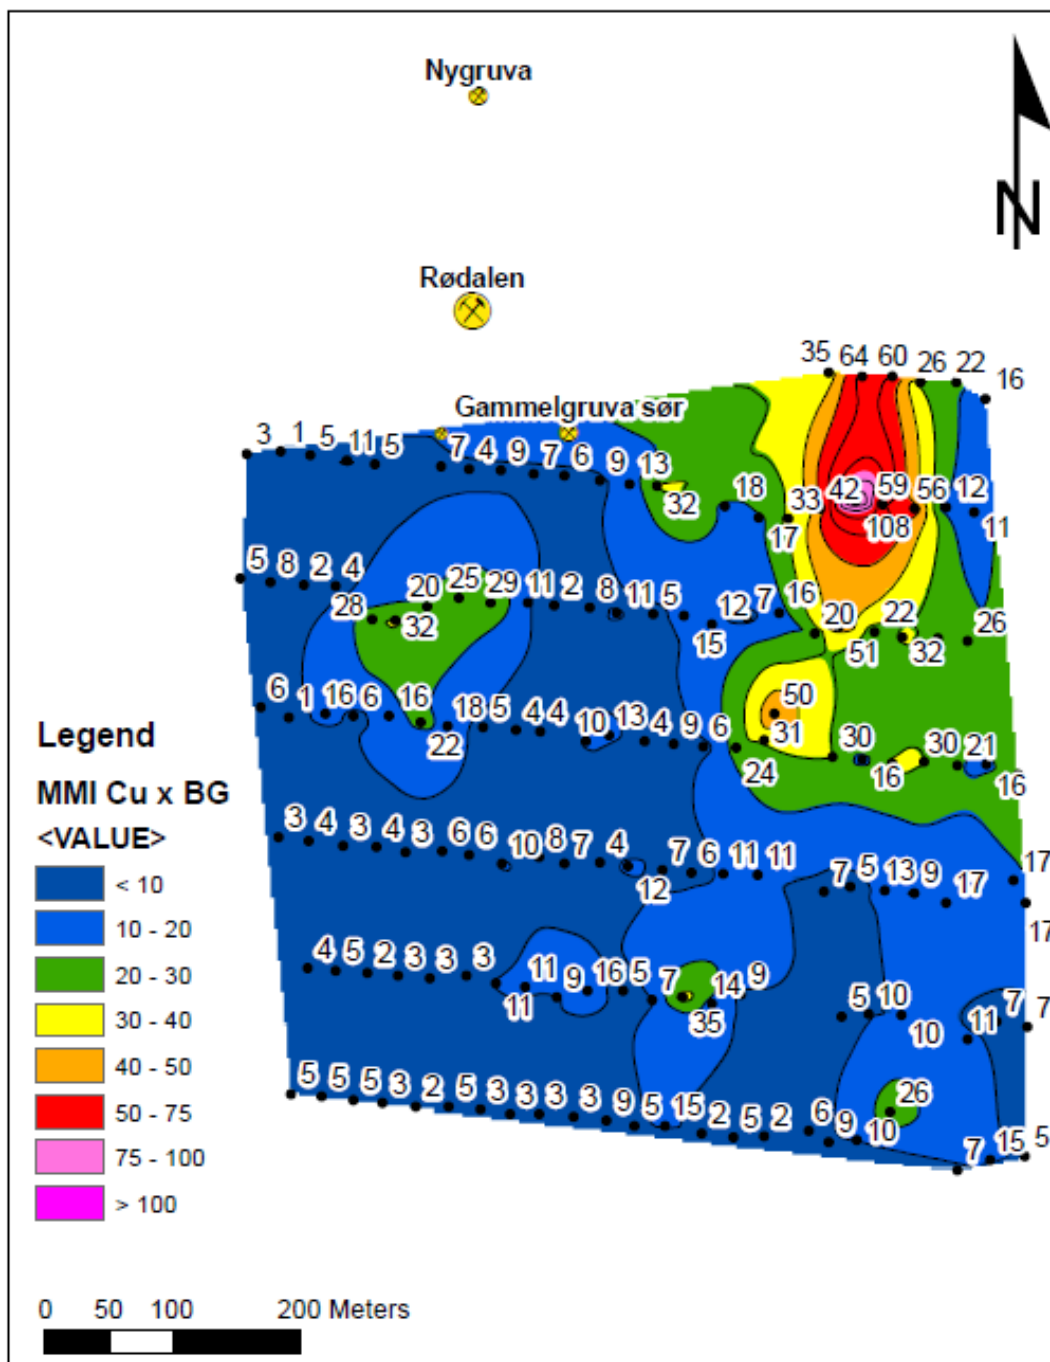 Nygruva
N
Rødalen
35 64 60 26 22 16
Gammelgruva sør
3 1 5 11 5 7 4 9 7 6 9 13 32 18 17 33 42 108 59 56 12 11
5 8 2 4 28 32 20 25 29 11 2 8 11 5 15 12 7 16 20 51 22 32 26
6 1 16 6 16 22 18 5 4 4 10 13 4 9 6 24 31 50 30 16 30 21 16
Legend
MMI Cu x BG
<VALUE>
< 10
10 - 20
20 - 30
30 - 40
40 - 50
50 - 75
75 - 100
> 100
3 4 3 4 3 6 6 10 8 7 4 12 7 6 11 11 7 5 13 9 17 17 17
4 5 2 3 3 3 11 11 9 16 5 7 35 14 9 5 10 10 11 7 7
5 5 5 3 2 5 3 3 3 3 9 5 15 2 5 2 6 9 10 26 7 15 5
0 50 100 200 Meters